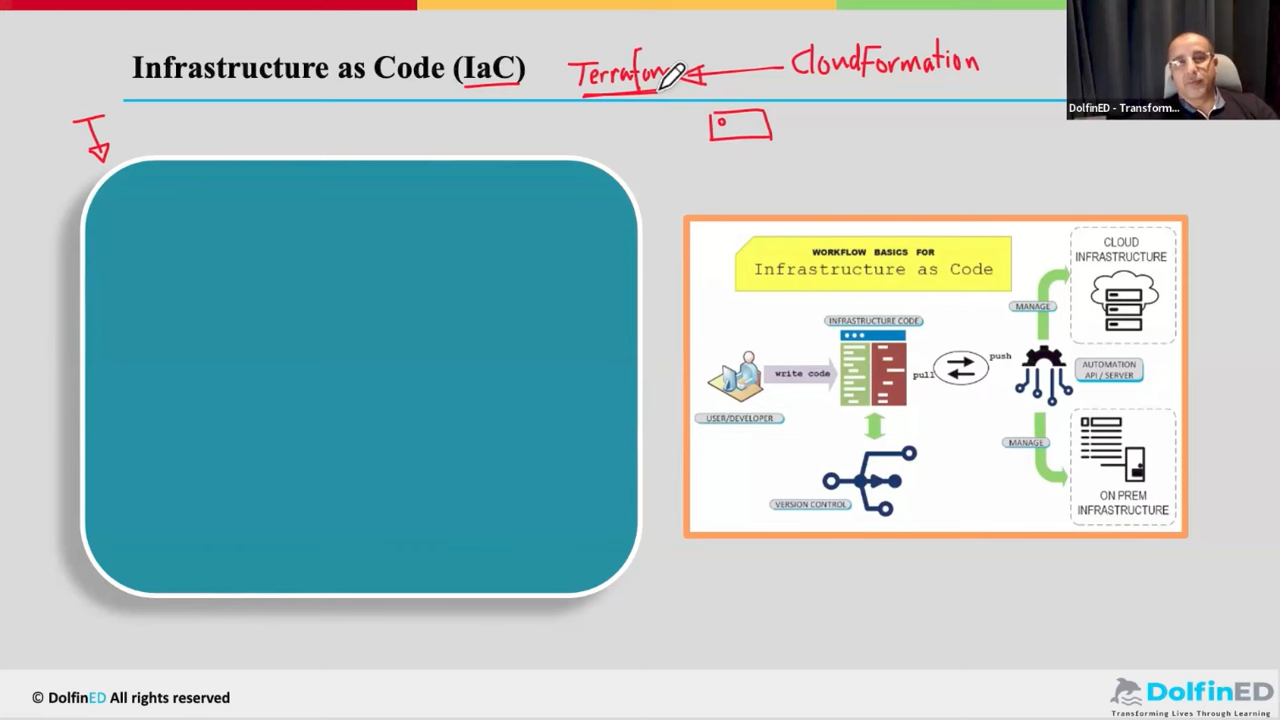 Infrastructure as Code (IaC)
Terraform
CloudFormation
DolfinED - Transform...
WORKFLOW BASICS FOR
Infrastructure as Code
CLOUD
INFRASTRUCTURE
MANAGE
INFRASTRUCTURE CODE
write code
pull
push
AUTOMATION
API / SERVER
USER/DEVELOPER
MANAGE
VERSION CONTROL
ON PREM
INFRASTRUCTURE
© DolfinED All rights reserved
DolfinED
Transforming Lives Through Learning